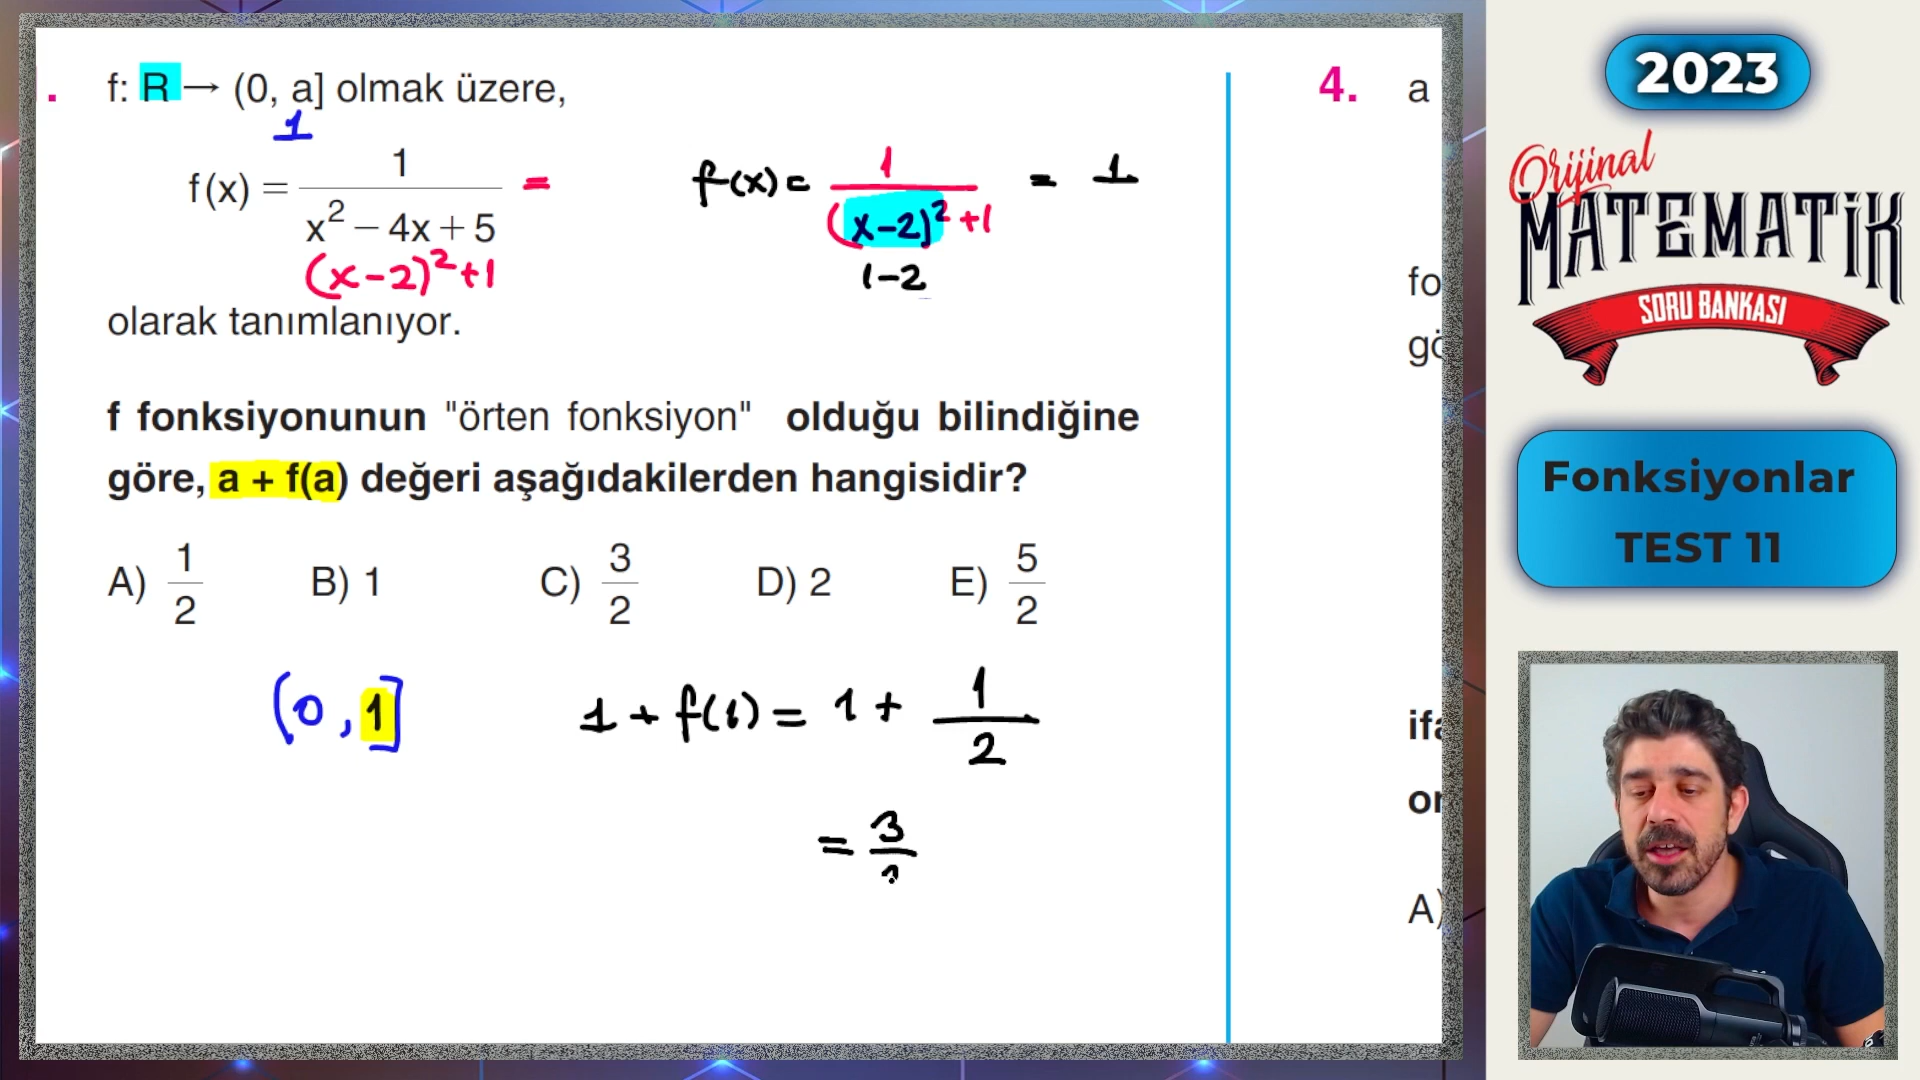 . f: R → (0, a] olmak üzere,
1
f(x) = 1 / (x² − 4x + 5) =
(x−2)²+1
f(x) = 1 / ((x−2)²+1) = 1
1−2
olarak tanımlanıyor.
f fonksiyonunun "örten fonksiyon" olduğu bilindiğine
göre, a + f(a) değeri aşağıdakilerden hangisidir?
A) 1/2 B) 1 C) 3/2 D) 2 E) 5/2
(0, 1]
1 + f(1) = 1 + 1/2
= 3/
4. a
fo
gö
ifa
A)
2023
Orijinal
MATEMATİK
SORU BANKASI
Fonksiyonlar
TEST 11